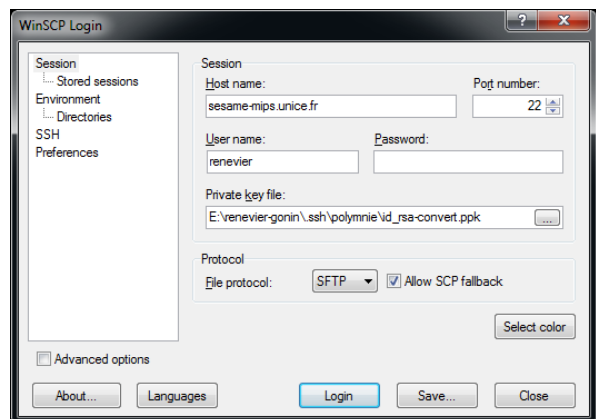 WinSCP Login
Session
Stored sessions
Environment
Directories
SSH
Preferences
Session
Host name:
Port number:
sesame-mips.unice.fr
22
User name:
Password:
renevier
Private key file:
E:\renevier-gonin\.ssh\polymnie\id_rsa-convert.ppk
...
Protocol
File protocol:
SFTP
Allow SCP fallback
Select color
Advanced options
About...
Languages
Login
Save...
Close